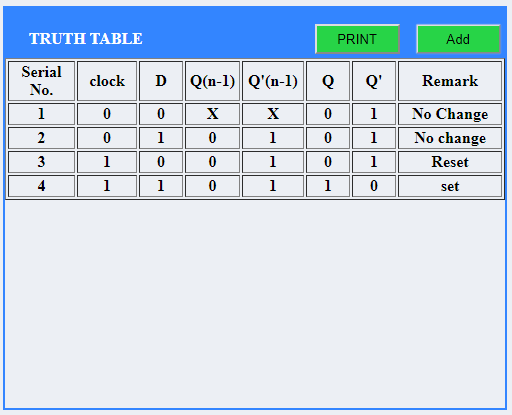 TRUTH TABLE PRINT Add
Serial No. clock D Q(n-1) Q'(n-1) Q Q' Remark
1 0 0 X X 0 1 No Change
2 0 1 0 1 0 1 No change
3 1 0 0 1 0 1 Reset
4 1 1 0 1 1 0 set